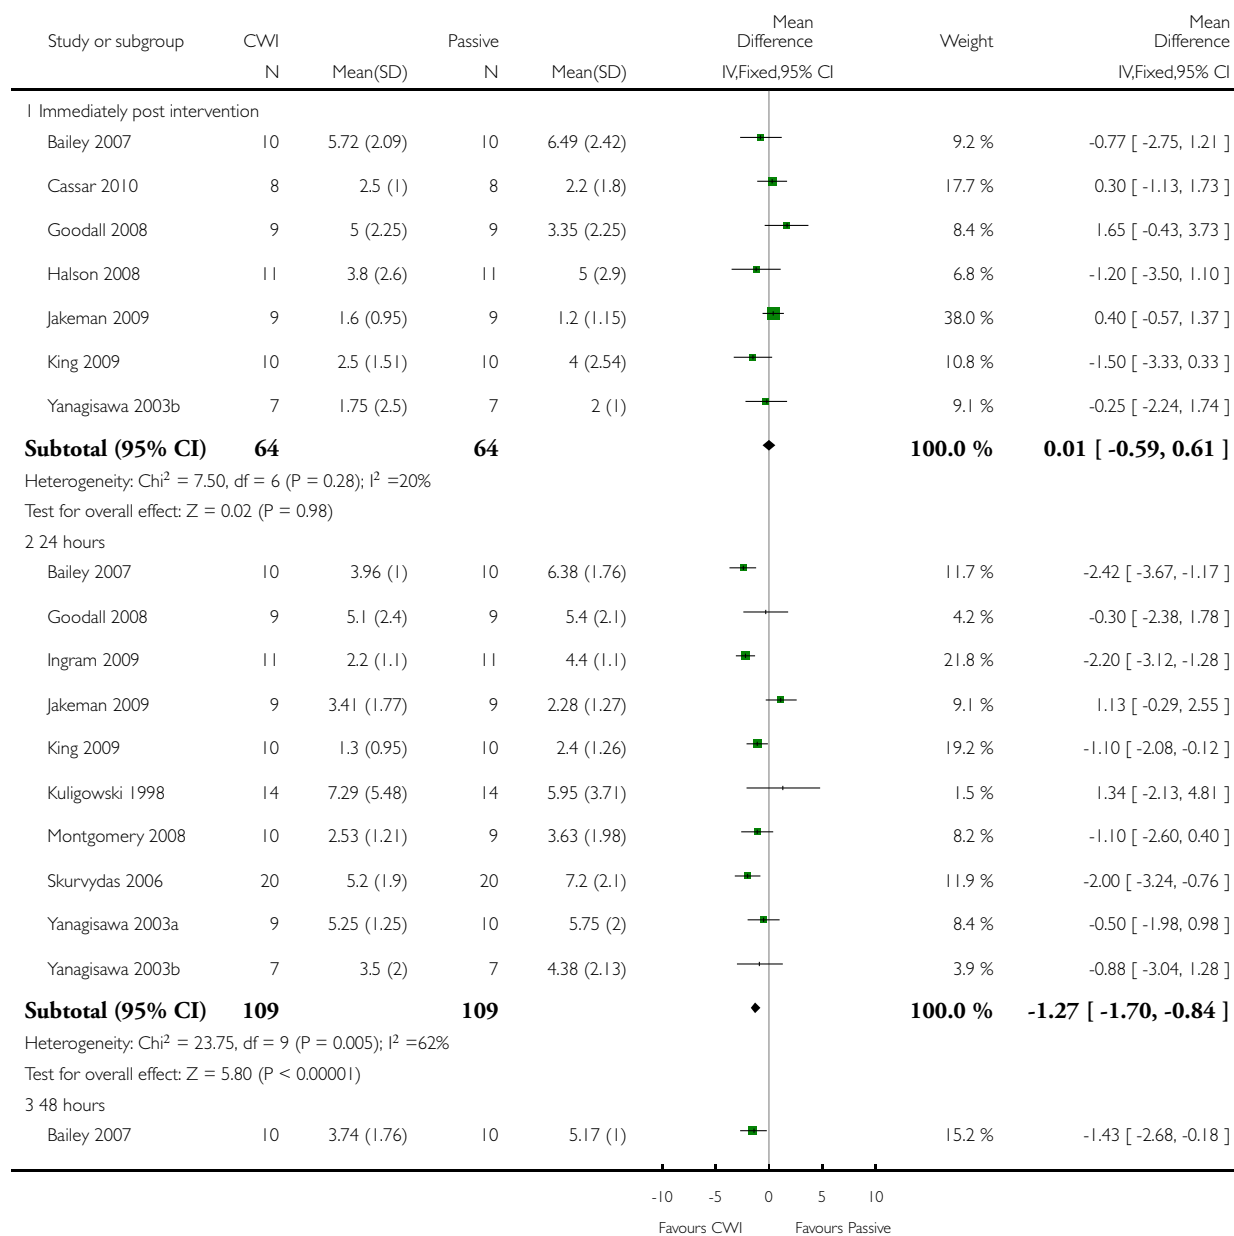 Study or subgroup CWI Passive Mean Difference Weight Mean Difference
N Mean(SD) N Mean(SD) IV,Fixed,95% CI IV,Fixed,95% CI
1 Immediately post intervention
Bailey 2007 10 5.72 (2.09) 10 6.49 (2.42) 9.2 % -0.77 [ -2.75, 1.21 ]
Cassar 2010 8 2.5 (1) 8 2.2 (1.8) 17.7 % 0.30 [ -1.13, 1.73 ]
Goodall 2008 9 5 (2.25) 9 3.35 (2.25) 8.4 % 1.65 [ -0.43, 3.73 ]
Halson 2008 11 3.8 (2.6) 11 5 (2.9) 6.8 % -1.20 [ -3.50, 1.10 ]
Jakeman 2009 9 1.6 (0.95) 9 1.2 (1.15) 38.0 % 0.40 [ -0.57, 1.37 ]
King 2009 10 2.5 (1.51) 10 4 (2.54) 10.8 % -1.50 [ -3.33, 0.33 ]
Yanagisawa 2003b 7 1.75 (2.5) 7 2 (1) 9.1 % -0.25 [ -2.24, 1.74 ]
Subtotal (95% CI) 64 64 100.0 % 0.01 [ -0.59, 0.61 ]
Heterogeneity: Chi² = 7.50, df = 6 (P = 0.28); I² =20%
Test for overall effect: Z = 0.02 (P = 0.98)
2 24 hours
Bailey 2007 10 3.96 (1) 10 6.38 (1.76) 11.7 % -2.42 [ -3.67, -1.17 ]
Goodall 2008 9 5.1 (2.4) 9 5.4 (2.1) 4.2 % -0.30 [ -2.38, 1.78 ]
Ingram 2009 11 2.2 (1.1) 11 4.4 (1.1) 21.8 % -2.20 [ -3.12, -1.28 ]
Jakeman 2009 9 3.41 (1.77) 9 2.28 (1.27) 9.1 % 1.13 [ -0.29, 2.55 ]
King 2009 10 1.3 (0.95) 10 2.4 (1.26) 19.2 % -1.10 [ -2.08, -0.12 ]
Kuligowski 1998 14 7.29 (5.48) 14 5.95 (3.71) 1.5 % 1.34 [ -2.13, 4.81 ]
Montgomery 2008 10 2.53 (1.21) 9 3.63 (1.98) 8.2 % -1.10 [ -2.60, 0.40 ]
Skurvydas 2006 20 5.2 (1.9) 20 7.2 (2.1) 11.9 % -2.00 [ -3.24, -0.76 ]
Yanagisawa 2003a 9 5.25 (1.25) 10 5.75 (2) 8.4 % -0.50 [ -1.98, 0.98 ]
Yanagisawa 2003b 7 3.5 (2) 7 4.38 (2.13) 3.9 % -0.88 [ -3.04, 1.28 ]
Subtotal (95% CI) 109 109 100.0 % -1.27 [ -1.70, -0.84 ]
Heterogeneity: Chi² = 23.75, df = 9 (P = 0.005); I² =62%
Test for overall effect: Z = 5.80 (P < 0.00001)
3 48 hours
Bailey 2007 10 3.74 (1.76) 10 5.17 (1) 15.2 % -1.43 [ -2.68, -0.18 ]
-10 -5 0 5 10
Favours CWI Favours Passive